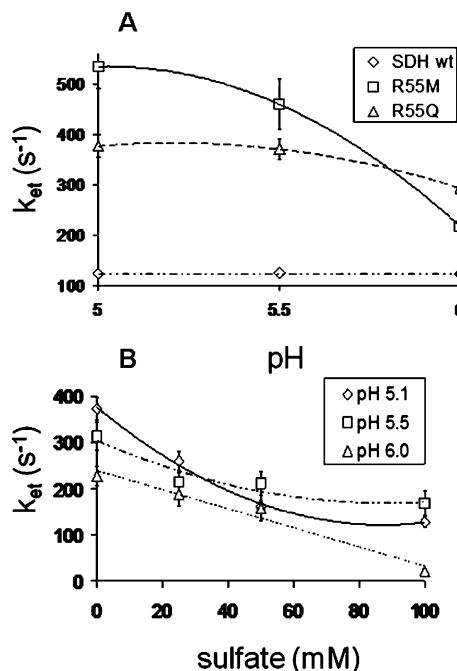 A
SDH wt
R55M
R55Q
k_et (s⁻¹)
500
400
300
200
100
5
5.5
6
pH
B
pH 5.1
pH 5.5
pH 6.0
k_et (s⁻¹)
400
300
200
100
0
0
20
40
60
80
100
sulfate (mM)